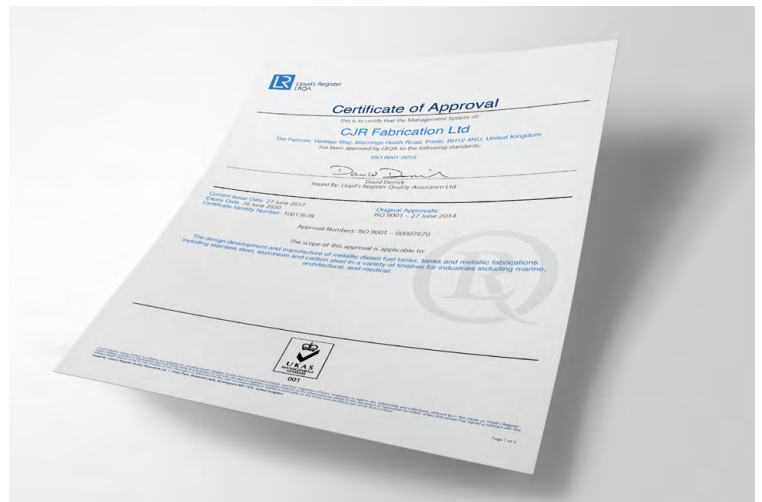 LR
Lloyd's Register
LRQA
Certificate of Approval
This is to certify that the Management System of:
CJR Fabrication Ltd
The Fulcrum, Vantage Way, Mannings Heath Road, Poole, BH12 4NU, United Kingdom
has been approved by LRQA to the following standards:
ISO 9001:2015
David Derrick
Issued By: Lloyd's Register Quality Assurance Ltd
Current Issue Date: 27 June 2017
Expiry Date: 26 June 2020
Certificate Identity Number: 10017678
Original Approvals:
ISO 9001 – 27 June 2014
Approval Numbers: ISO 9001 – 00007670
The scope of this approval is applicable to:
The design development and manufacture of metallic diesel fuel tanks, tanks and metallic fabrications
including stainless steel, aluminium and carbon steel in a variety of finishes for industries including marine,
architectural, and medical.
UKAS
MANAGEMENT
SYSTEMS
001
Page 1 of 1